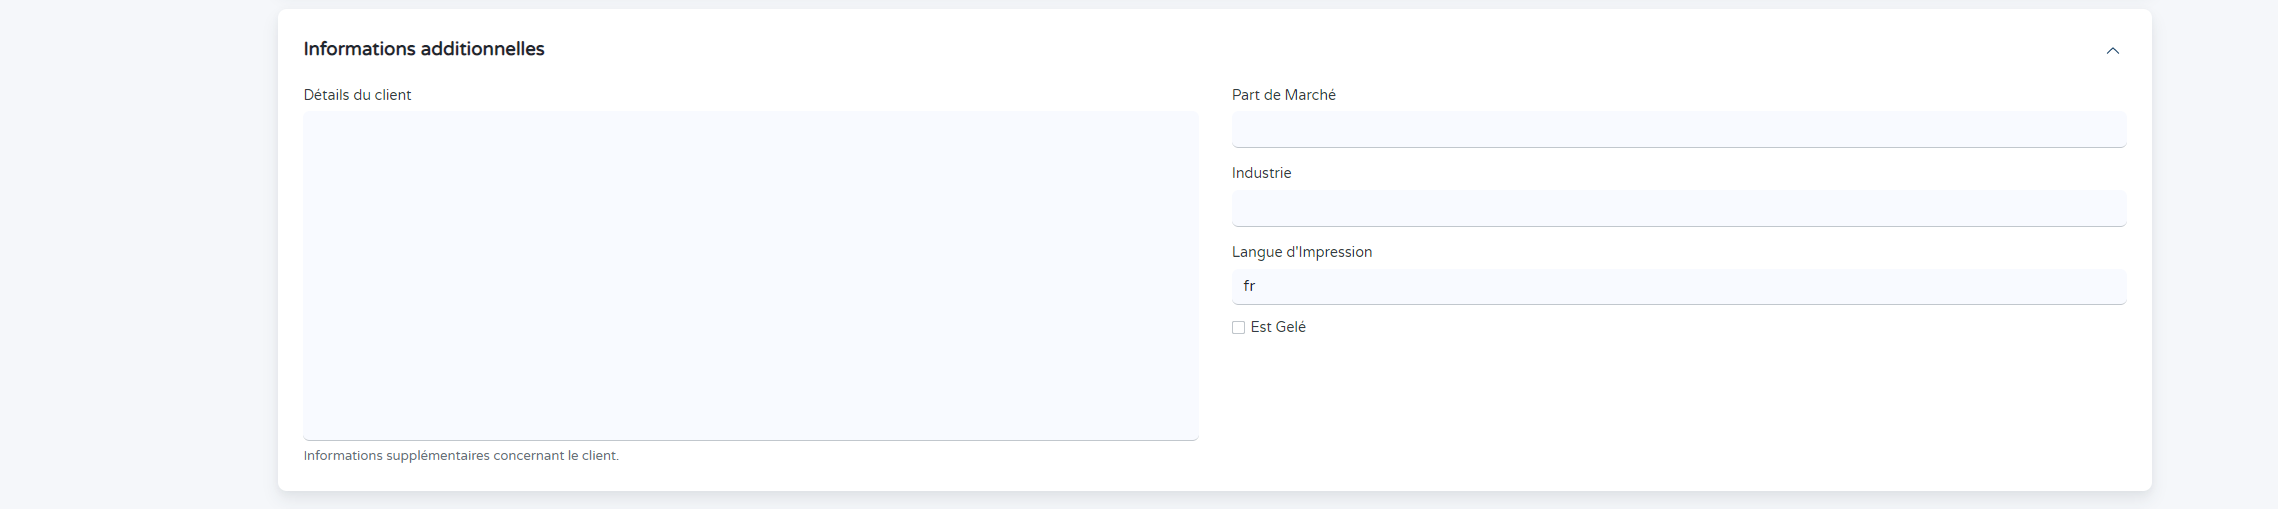 Informations additionnelles
Détails du client
Informations supplémentaires concernant le client.
Part de Marché
Industrie
Langue d'Impression
fr
Est Gelé